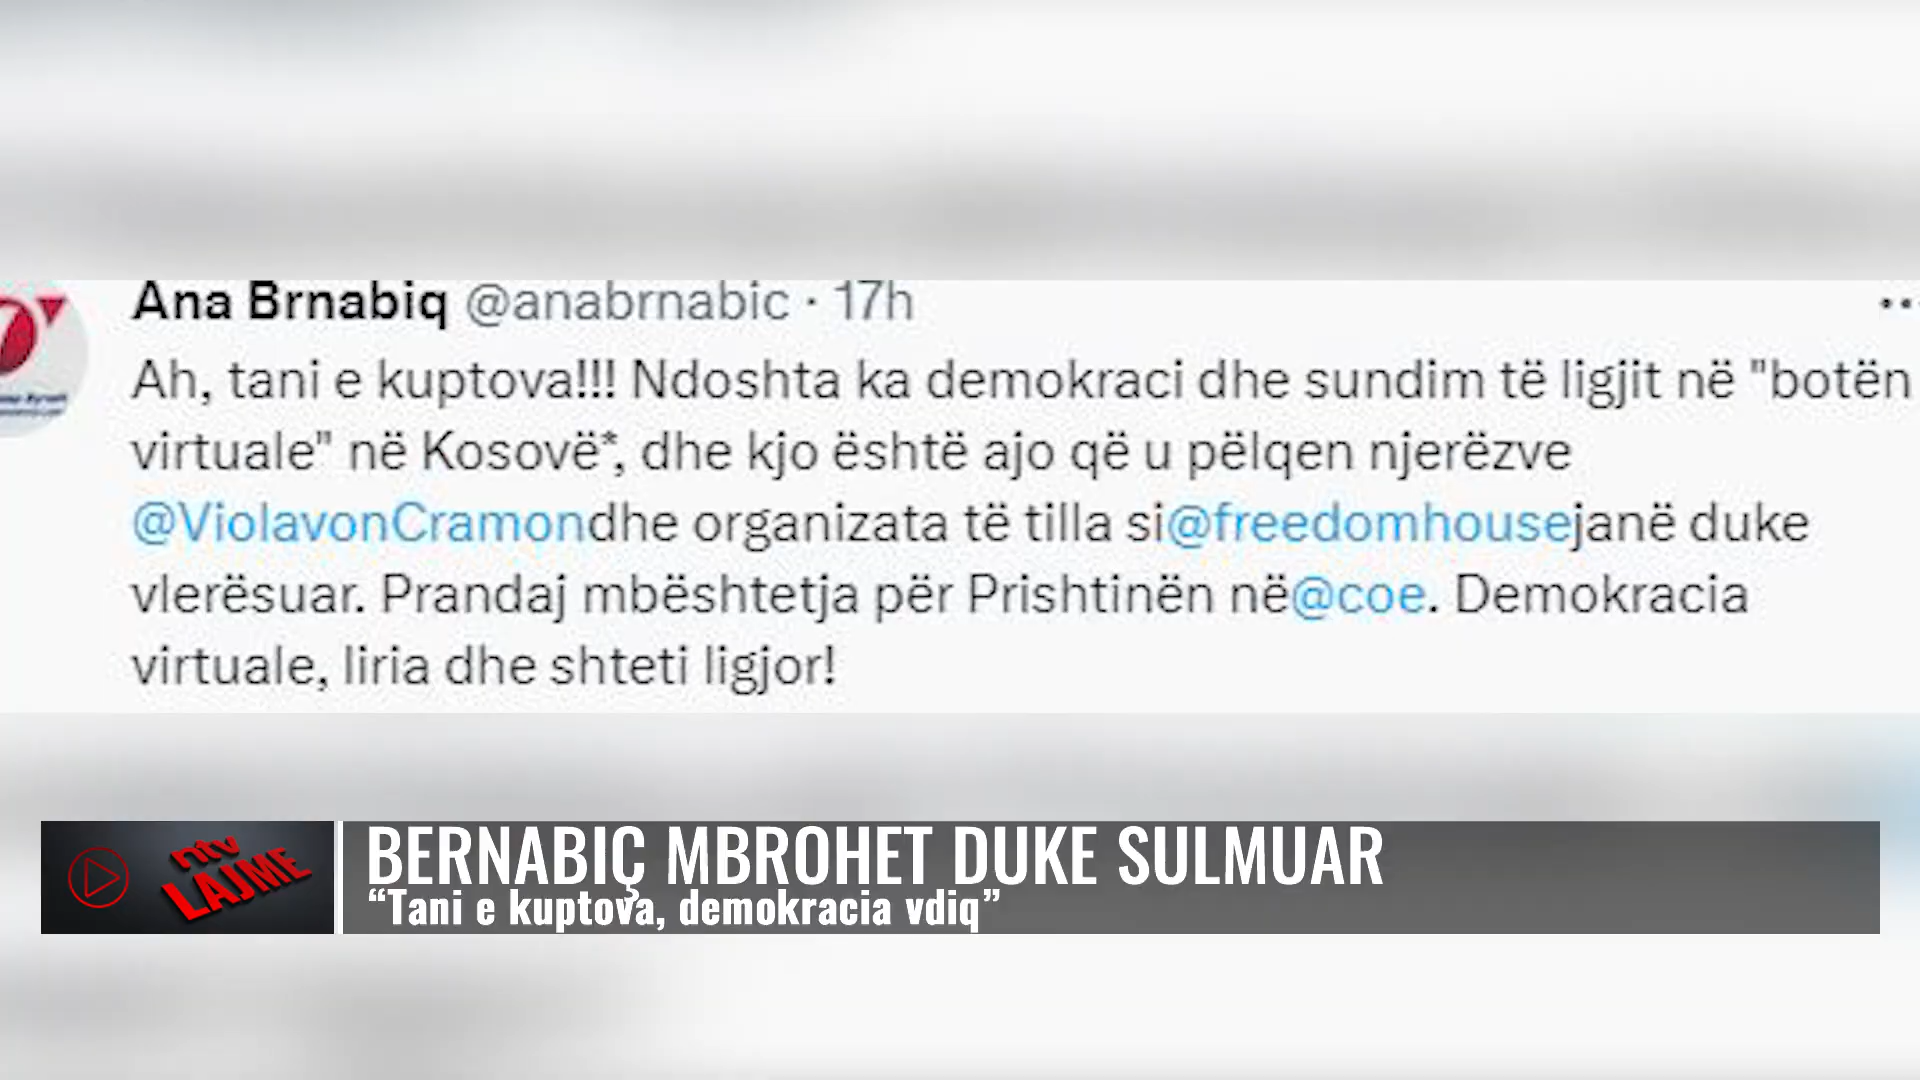 Ana Brnabiq @anabrnabic · 17h
Ah, tani e kuptova!!! Ndoshta ka demokraci dhe sundim të ligjit në "botën
virtuale" në Kosovë*, dhe kjo është ajo që u pëlqen njerëzve
@ViolavonCramondhe organizata të tilla si@freedomhousejanë duke
vlerësuar. Prandaj mbështetja për Prishtinën në@coe. Demokracia
virtuale, liria dhe shteti ligjor!
ntv
LAJME
BERNABIÇ MBROHET DUKE SULMUAR
“Tani e kuptova, demokracia vdiq”